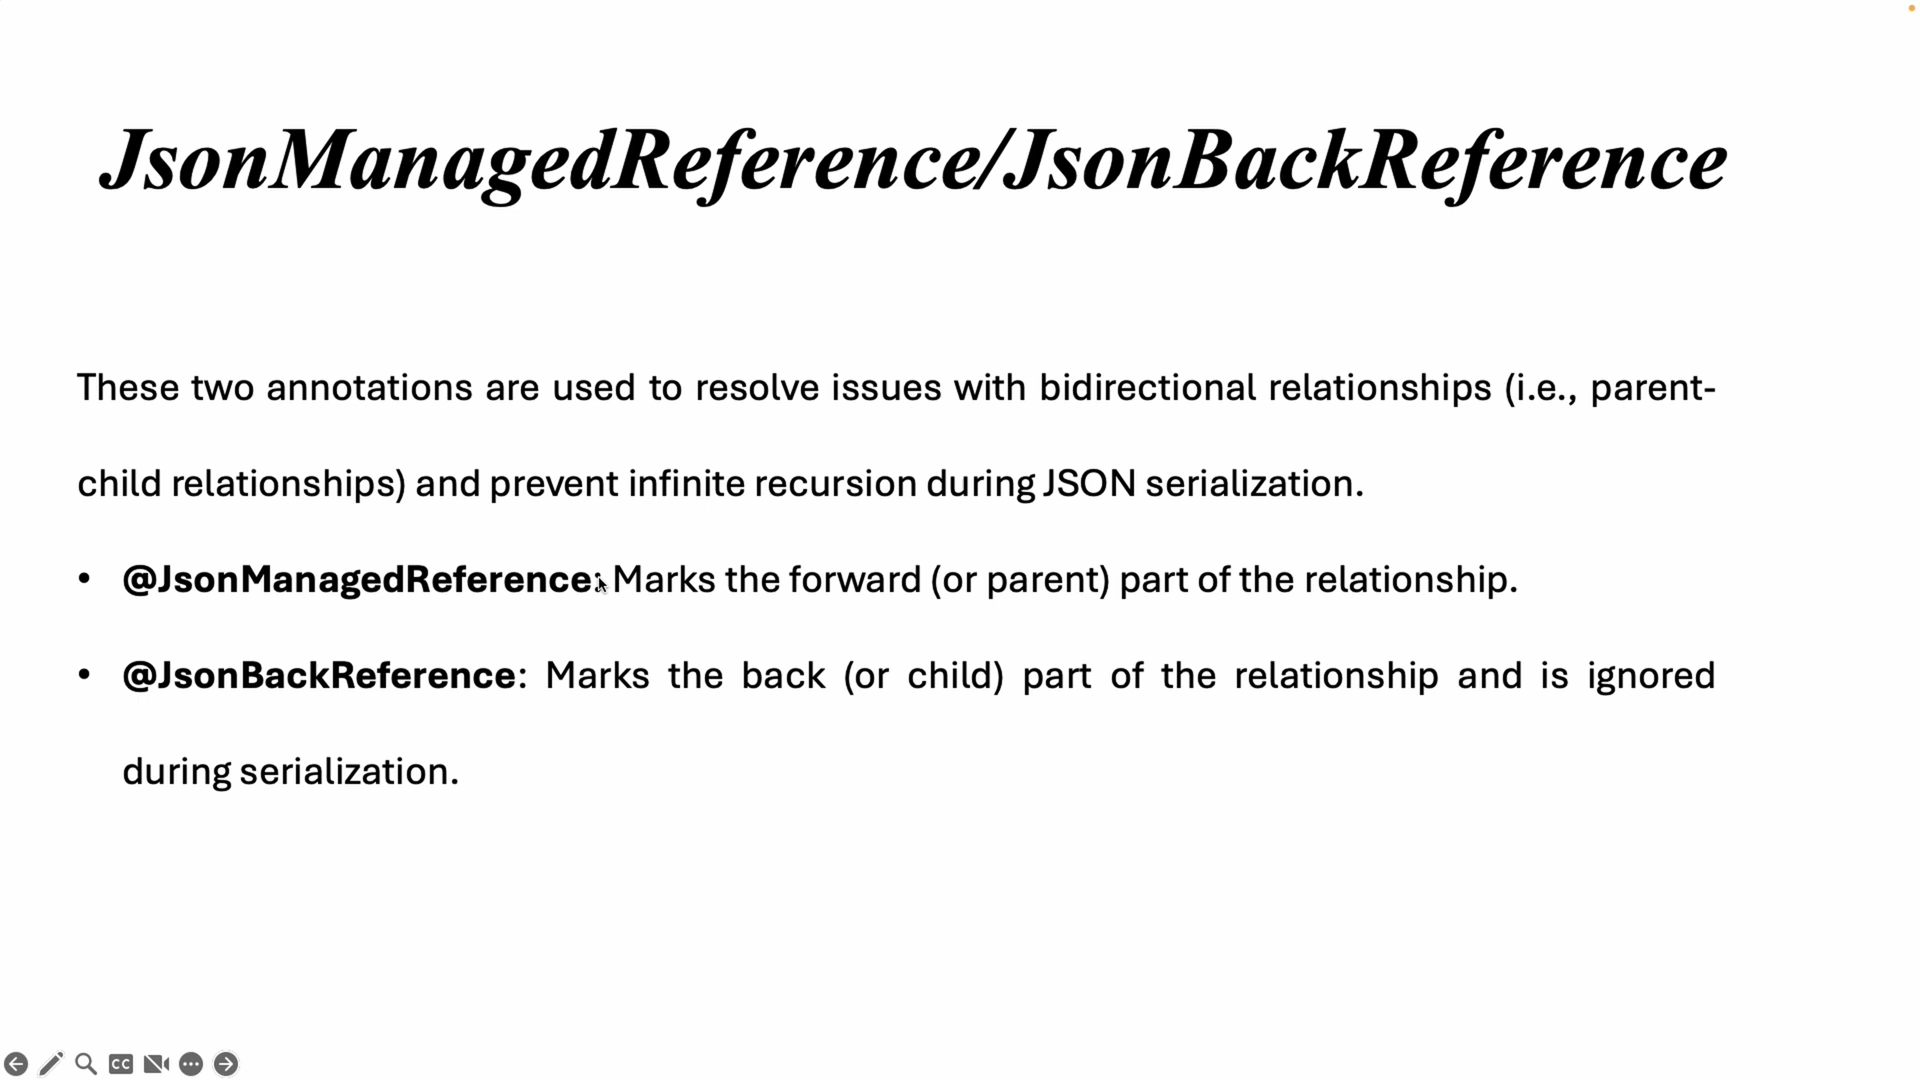 JsonManagedReference/JsonBackReference
These two annotations are used to resolve issues with bidirectional relationships (i.e., parent-
child relationships) and prevent infinite recursion during JSON serialization.
• @JsonManagedReference: Marks the forward (or parent) part of the relationship.
• @JsonBackReference: Marks the back (or child) part of the relationship and is ignored
during serialization.
CC